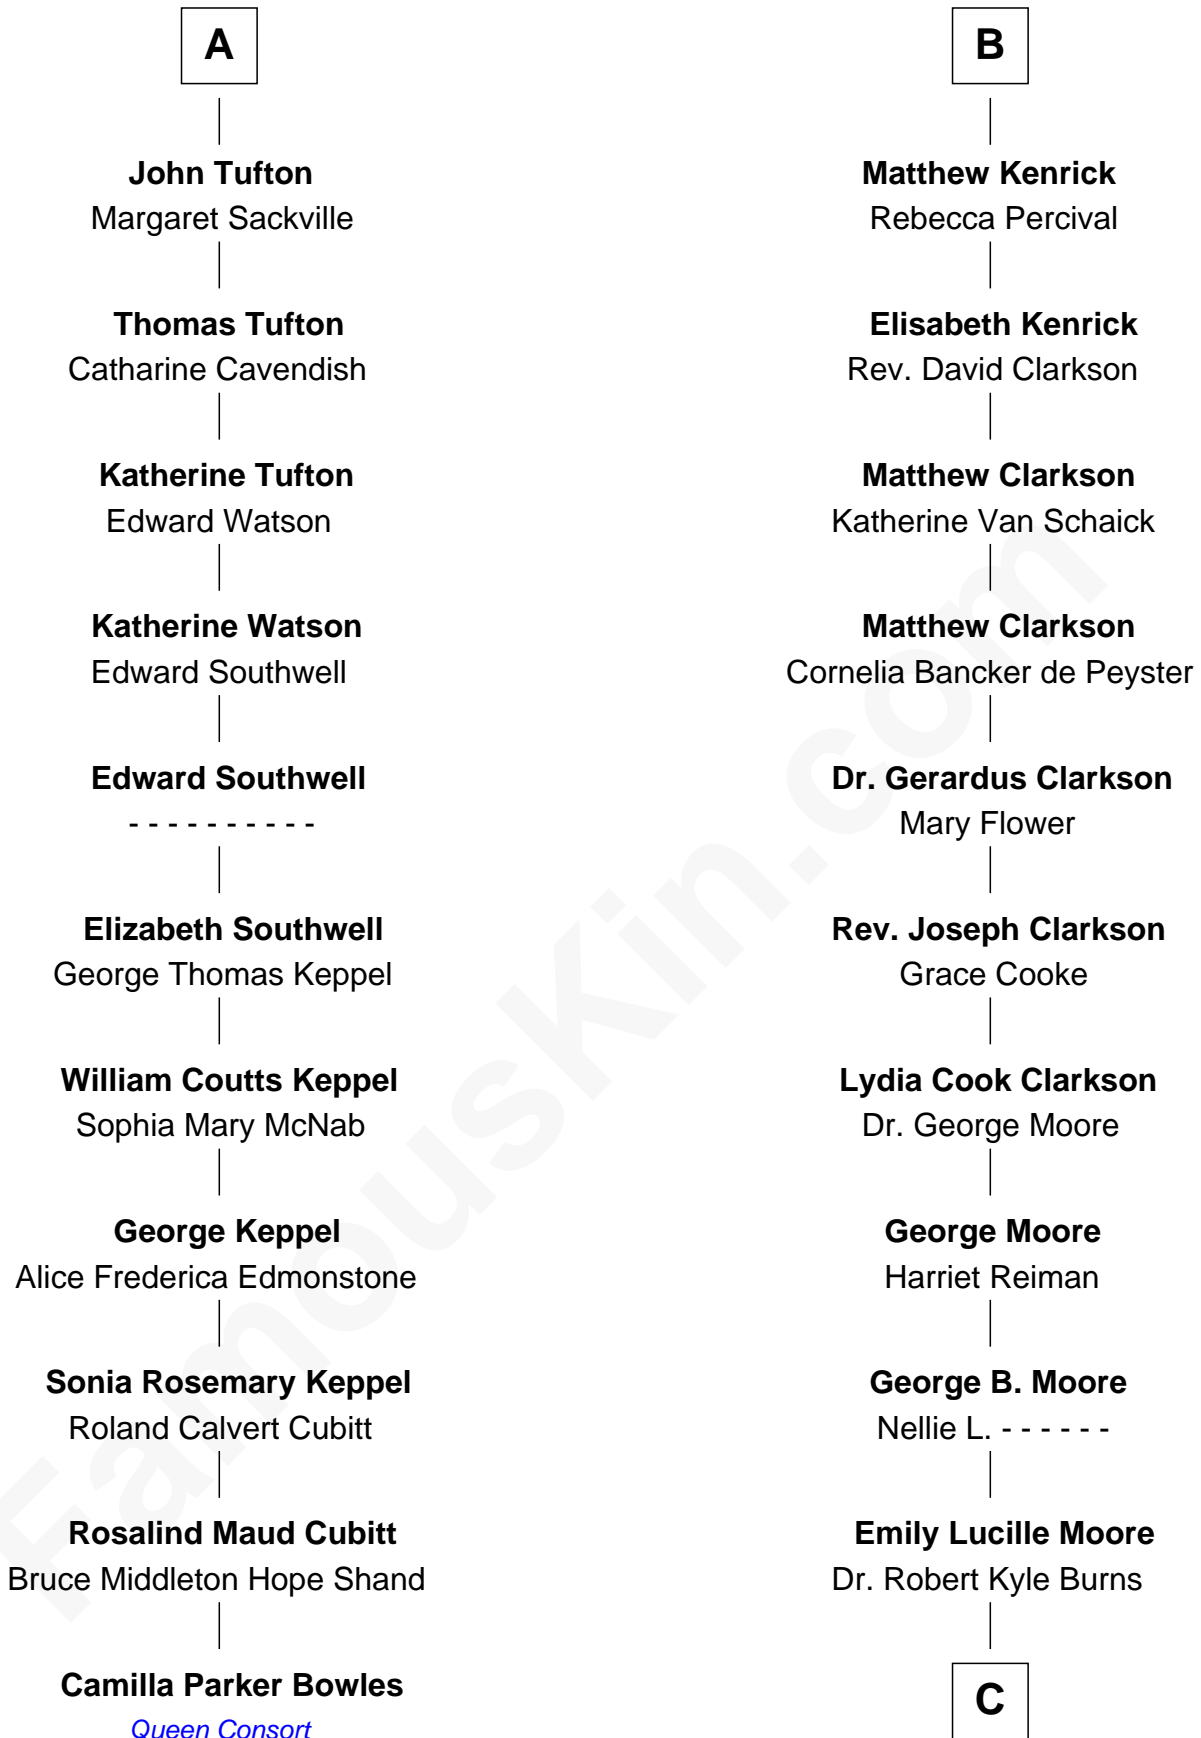 A
John Tufton
Margaret Sackville
Thomas Tufton
Catharine Cavendish
Katherine Tufton
Edward Watson
Katherine Watson
Edward Southwell
Edward Southwell
- - - - - - - - - -
Elizabeth Southwell
George Thomas Keppel
William Coutts Keppel
Sophia Mary McNab
George Keppel
Alice Frederica Edmonstone
Sonia Rosemary Keppel
Roland Calvert Cubitt
Rosalind Maud Cubitt
Bruce Middleton Hope Shand
Camilla Parker Bowles
Queen Consort
B
Matthew Kenrick
Rebecca Percival
Elisabeth Kenrick
Rev. David Clarkson
Matthew Clarkson
Katherine Van Schaick
Matthew Clarkson
Cornelia Bancker de Peyster
Dr. Gerardus Clarkson
Mary Flower
Rev. Joseph Clarkson
Grace Cooke
Lydia Cook Clarkson
Dr. George Moore
George Moore
Harriet Reiman
George B. Moore
Nellie L. - - - - - -
Emily Lucille Moore
Dr. Robert Kyle Burns
C
FamousKin.com